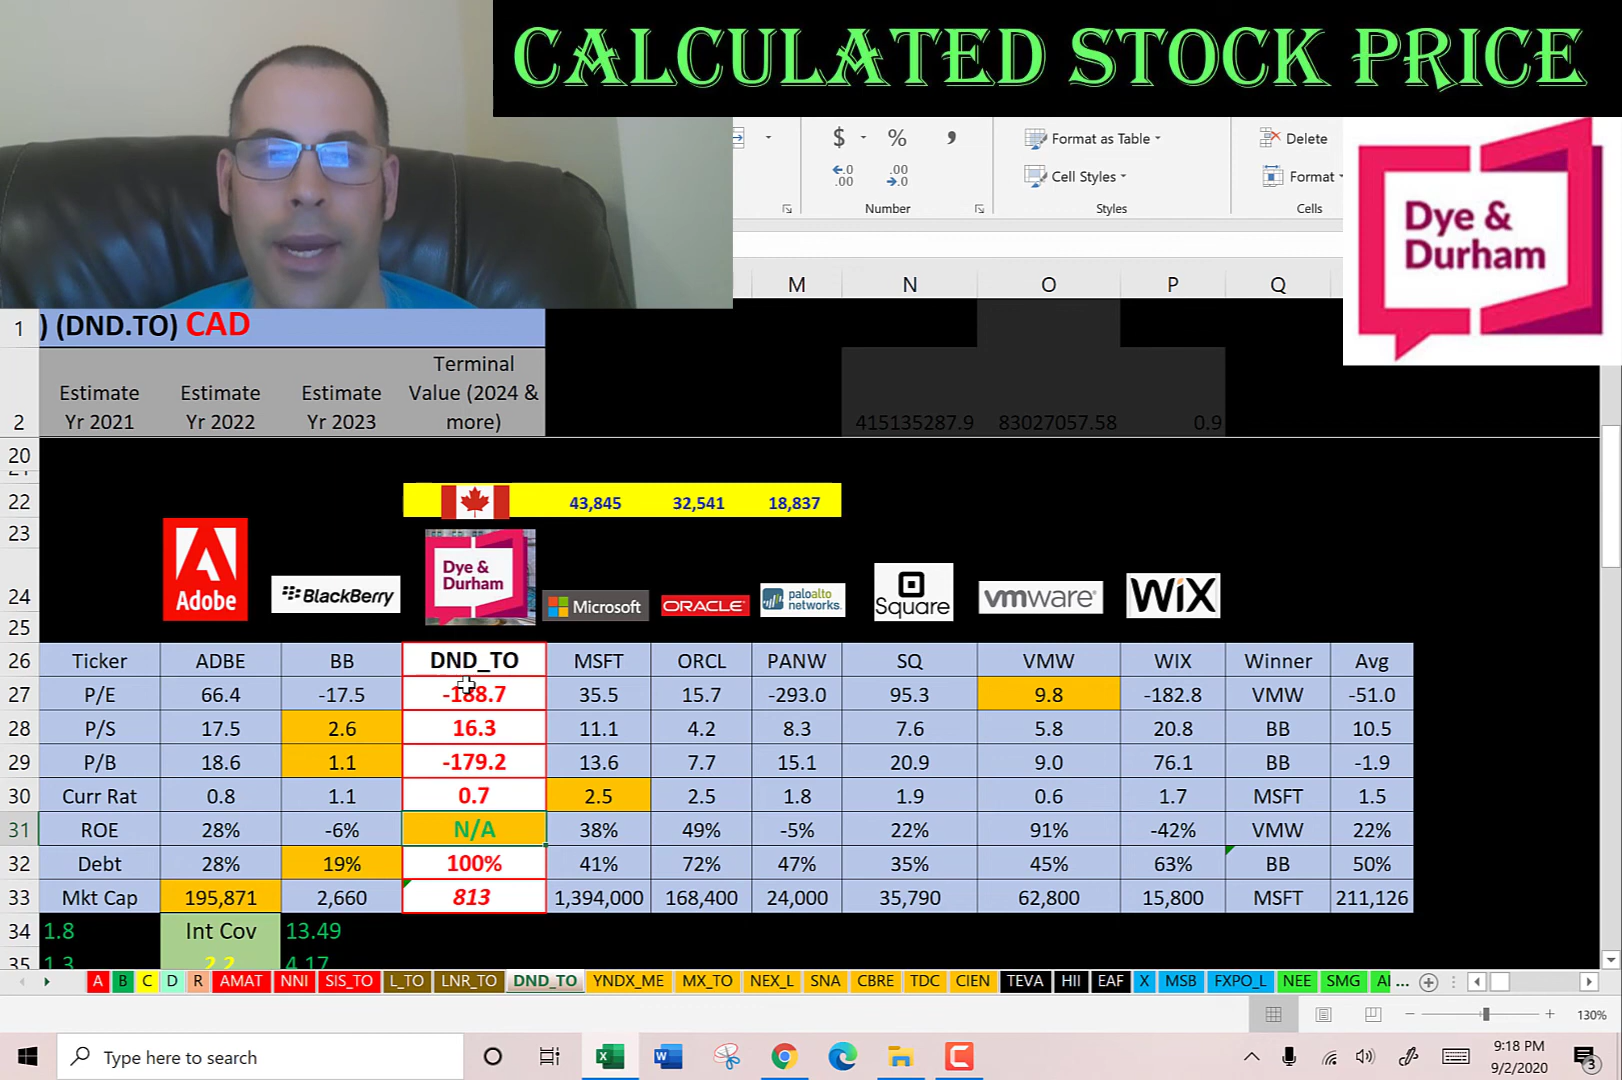 CALCULATED STOCK PRICE
$ % ,
Format as Table
Delete
Cell Styles
Format
Number
Styles
Cells
Dye &
Durham
M N O P Q
1 ) (DND.TO) CAD
Estimate Yr 2021
Estimate Yr 2022
Estimate Yr 2023
Terminal Value (2024 & more)
2 415135287.9 83027057.58 0.9
20
22 43,845 32,541 18,837
23
24
Adobe
BlackBerry
Dye & Durham
Microsoft
ORACLE
paloalto networks
Square
vmware
WiX
25
26 Ticker ADBE BB DND_TO MSFT ORCL PANW SQ VMW WIX Winner Avg
27 P/E 66.4 -17.5 -188.7 35.5 15.7 -293.0 95.3 9.8 -182.8 VMW -51.0
28 P/S 17.5 2.6 16.3 11.1 4.2 8.3 7.6 5.8 20.8 BB 10.5
29 P/B 18.6 1.1 -179.2 13.6 7.7 15.1 20.9 9.0 76.1 BB -1.9
30 Curr Rat 0.8 1.1 0.7 2.5 2.5 1.8 1.9 0.6 1.7 MSFT 1.5
31 ROE 28% -6% N/A 38% 49% -5% 22% 91% -42% VMW 22%
32 Debt 28% 19% 100% 41% 72% 47% 35% 45% 63% BB 50%
33 Mkt Cap 195,871 2,660 813 1,394,000 168,400 24,000 35,790 62,800 15,800 MSFT 211,126
34 1.8 Int Cov 13.49
35 1.3 2.2 4.17
A B C D R AMAT NNI SIS_TO L_TO LNR_TO DND_TO YNDX_ME MX_TO NEX_L SNA CBRE TDC CIEN TEVA HII EAF X MSB FXPO_L NEE SMG ...
130%
Type here to search
9:18 PM
9/2/2020
3